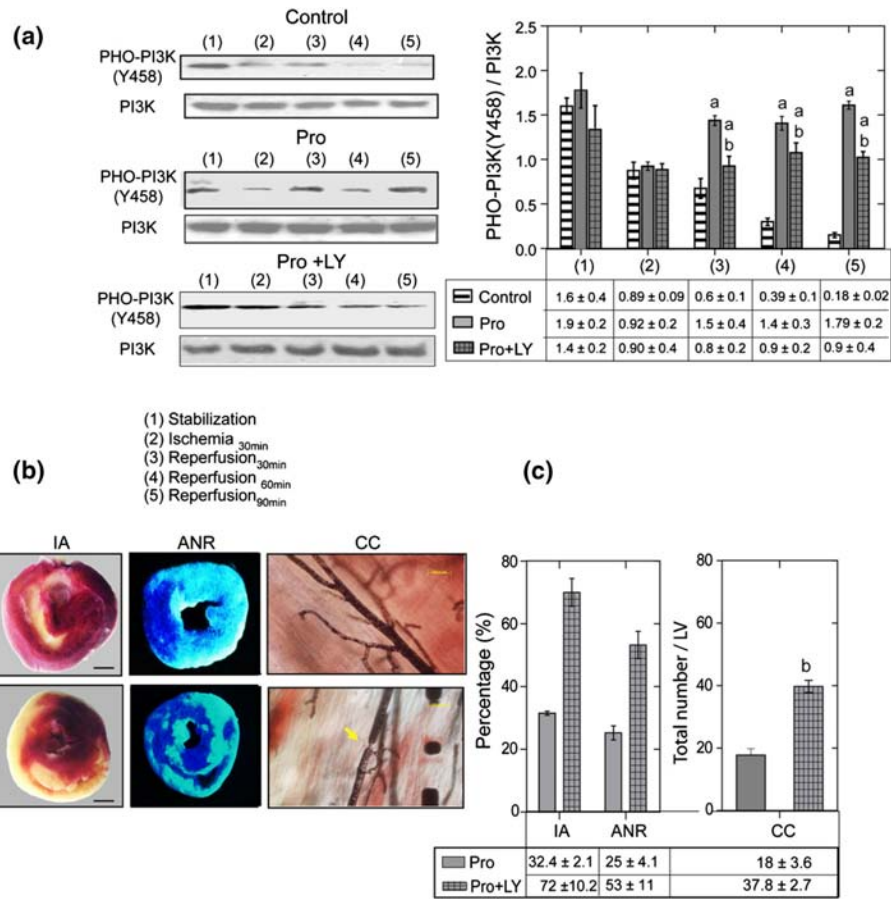 (a)
Control
(1) (2) (3) (4) (5)
PHO-PI3K
(Y458)
PI3K
Pro
(1) (2) (3) (4) (5)
PHO-PI3K
(Y458)
PI3K
Pro +LY
(1) (2) (3) (4) (5)
PHO-PI3K
(Y458)
PI3K
PHO-PI3K(Y458) / PI3K
2.5
2.0
1.5
1.0
0.5
0.0
a a a
a a a
b b b
(1) (2) (3) (4) (5)
Control 1.6 ± 0.4 0.89 ± 0.09 0.6 ± 0.1 0.39 ± 0.1 0.18 ± 0.02
Pro 1.9 ± 0.2 0.92 ± 0.2 1.5 ± 0.4 1.4 ± 0.3 1.79 ± 0.2
Pro+LY 1.4 ± 0.2 0.90 ± 0.4 0.8 ± 0.2 0.9 ± 0.2 0.9 ± 0.4
(1) Stabilization
(2) Ischemia 30min
(3) Reperfusion30min
(4) Reperfusion 60min
(5) Reperfusion90min
(b)
IA ANR CC
(c)
Percentage (%)
80
60
40
20
0
IA ANR
Total number / LV
80
60
40
20
0
b
CC
Pro 32.4 ± 2.1 25 ± 4.1 18 ± 3.6
Pro+LY 72 ±10.2 53 ± 11 37.8 ± 2.7